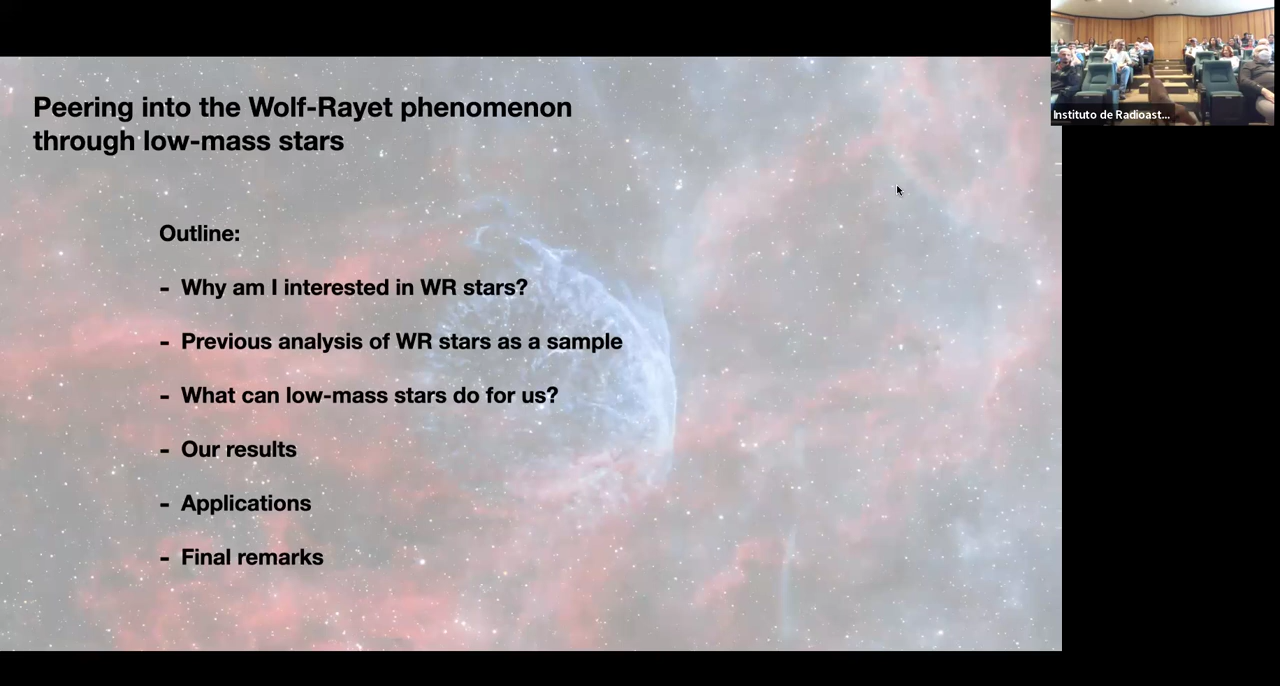 Peering into the Wolf-Rayet phenomenon
through low-mass stars
Outline:
- Why am I interested in WR stars?
- Previous analysis of WR stars as a sample
- What can low-mass stars do for us?
- Our results
- Applications
- Final remarks
Instituto de Radioast...